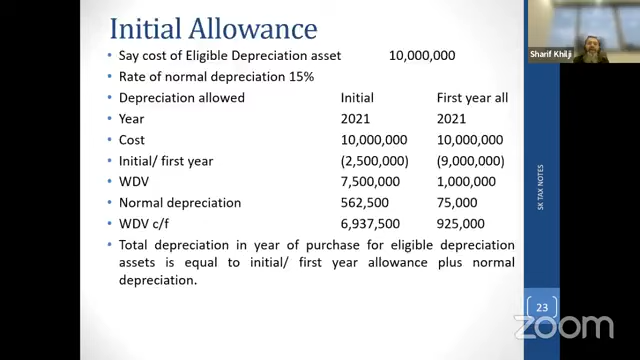 Initial Allowance
Sharif Khilji
• Say cost of Eligible Depreciation asset 10,000,000
• Rate of normal depreciation 15%
• Depreciation allowed Initial First year all
• Year 2021 2021
• Cost 10,000,000 10,000,000
• Initial/ first year (2,500,000) (9,000,000)
• WDV 7,500,000 1,000,000
• Normal depreciation 562,500 75,000
• WDV c/f 6,937,500 925,000
• Total depreciation in year of purchase for eligible depreciation
assets is equal to initial/ first year allowance plus normal
depreciation.
SK TAX NOTES
23
zoom